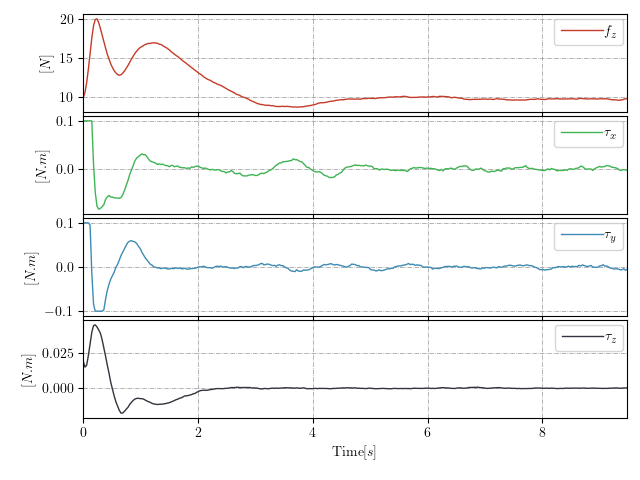 20
15
10
[N]
f_z
0.1
0.0
[N.m]
τ_x
0.1
0.0
−0.1
[N.m]
τ_y
0.025
0.000
[N.m]
τ_z
0 2 4 6 8
Time[s]